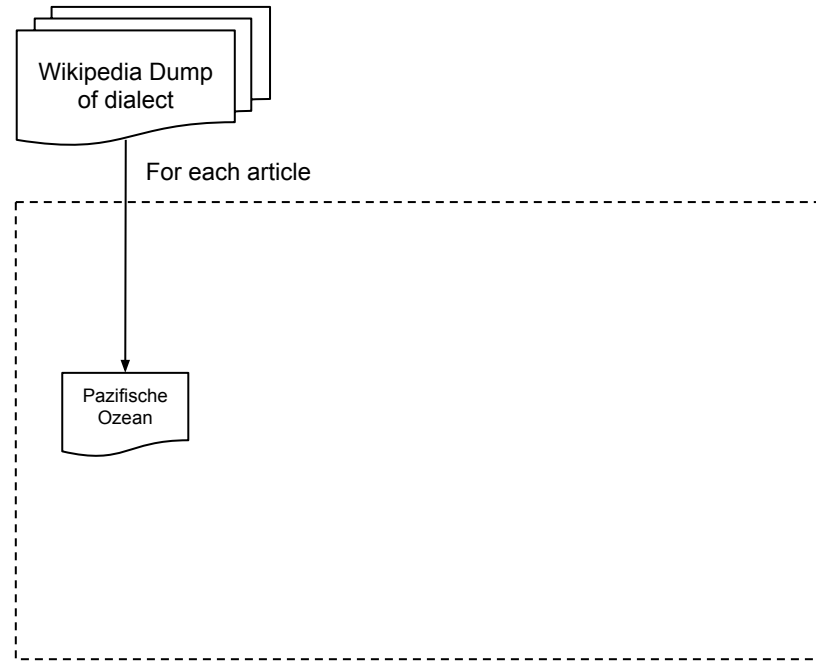 Wikipedia Dump
of dialect
For each article
Pazifische
Ozean